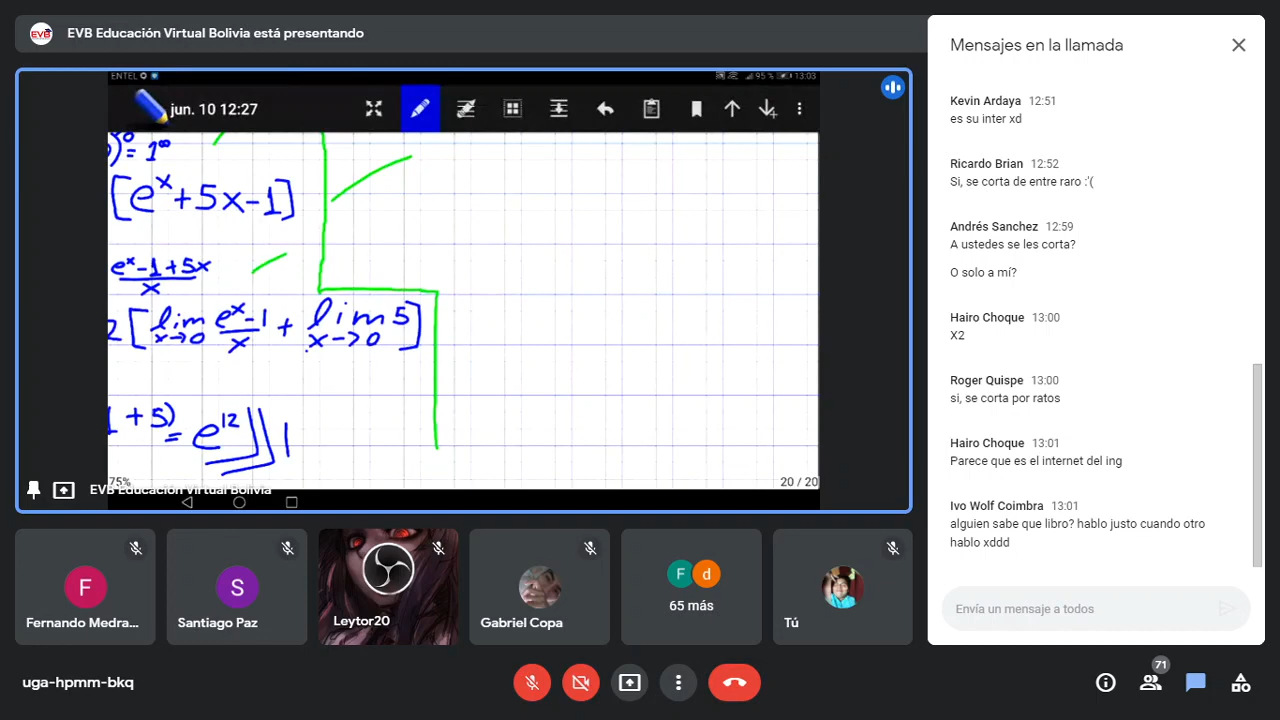 EVB Educación Virtual Bolivia está presentando
ENTEL
95 % 13:03
jun. 10 12:27
) = 1^∞
[e^x + 5x - 1]
e^x - 1 + 5x
x
2 [ lim x→0 e^x - 1 / x + lim x→0 5 ]
1 + 5) = e^12
75%
20 / 20
EVB Educación Virtual Bolivia
F
Fernando Medra...
S
Santiago Paz
Leytor20
Gabriel Copa
F d
65 más
Tú
uga-hpmm-bkq
Mensajes en la llamada
Kevin Ardaya 12:51
es su inter xd
Ricardo Brian 12:52
Si, se corta de entre raro :'(
Andrés Sanchez 12:59
A ustedes se les corta?
O solo a mí?
Hairo Choque 13:00
X2
Roger Quispe 13:00
si, se corta por ratos
Hairo Choque 13:01
Parece que es el internet del ing
Ivo Wolf Coimbra 13:01
alguien sabe que libro? hablo justo cuando otro
hablo xddd
Envía un mensaje a todos
71